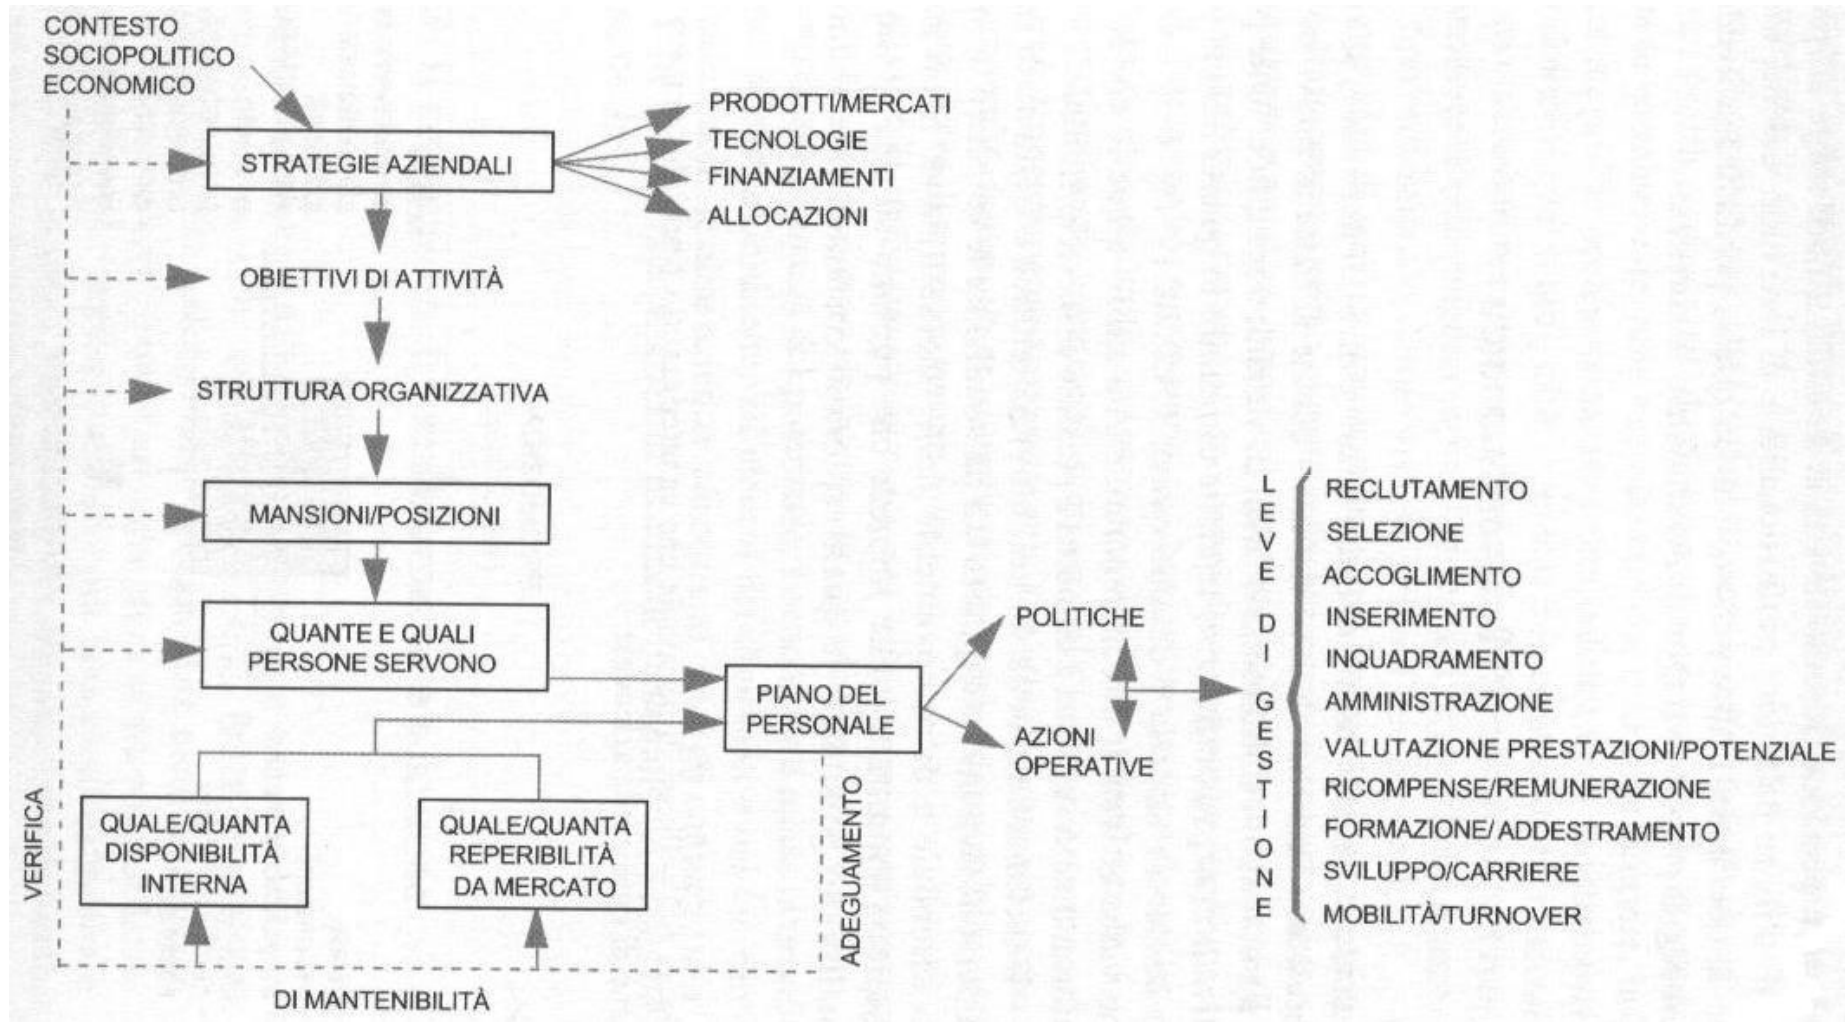 CONTESTO
SOCIOPOLITICO
ECONOMICO
STRATEGIE AZIENDALI
PRODOTTI/MERCATI
TECNOLOGIE
FINANZIAMENTI
ALLOCAZIONI
OBIETTIVI DI ATTIVITÀ
STRUTTURA ORGANIZZATIVA
MANSIONI/POSIZIONI
QUANTE E QUALI
PERSONE SERVONO
PIANO DEL
PERSONALE
POLITICHE
AZIONI
OPERATIVE
LEVE DI GESTIONE
RECLUTAMENTO
SELEZIONE
ACCOGLIMENTO
INSERIMENTO
INQUADRAMENTO
AMMINISTRAZIONE
VALUTAZIONE PRESTAZIONI/POTENZIALE
RICOMPENSE/REMUNERAZIONE
FORMAZIONE/ADDESTRAMENTO
SVILUPPO/CARRIERE
MOBILITÀ/TURNOVER
VERIFICA
QUALE/QUANTA
DISPONIBILITÀ
INTERNA
QUALE/QUANTA
REPERIBILITÀ
DA MERCATO
ADEGUAMENTO
DI MANTENIBILITÀ